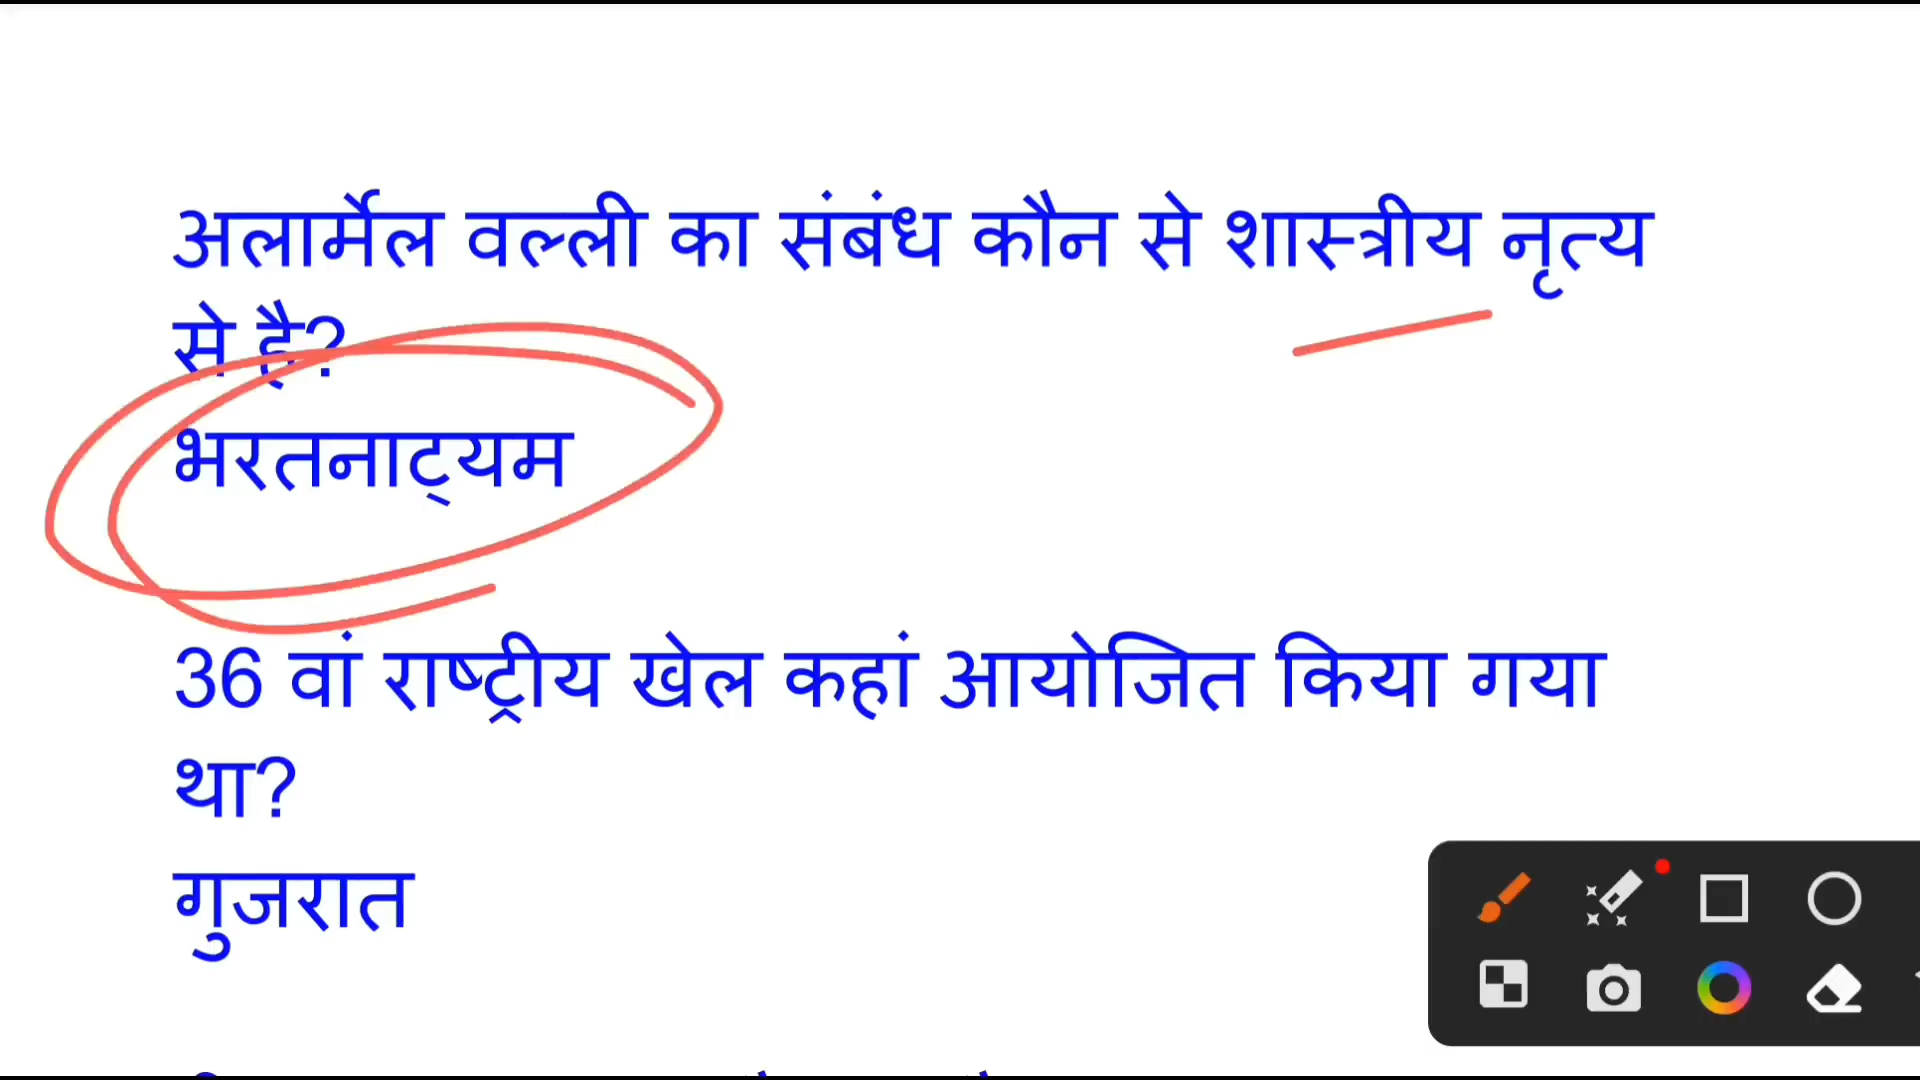 अलार्मेल वल्ली का संबंध कौन से शास्त्रीय नृत्य
से है?
भरतनाट्यम
36 वां राष्ट्रीय खेल कहां आयोजित किया गया
था?
गुजरात